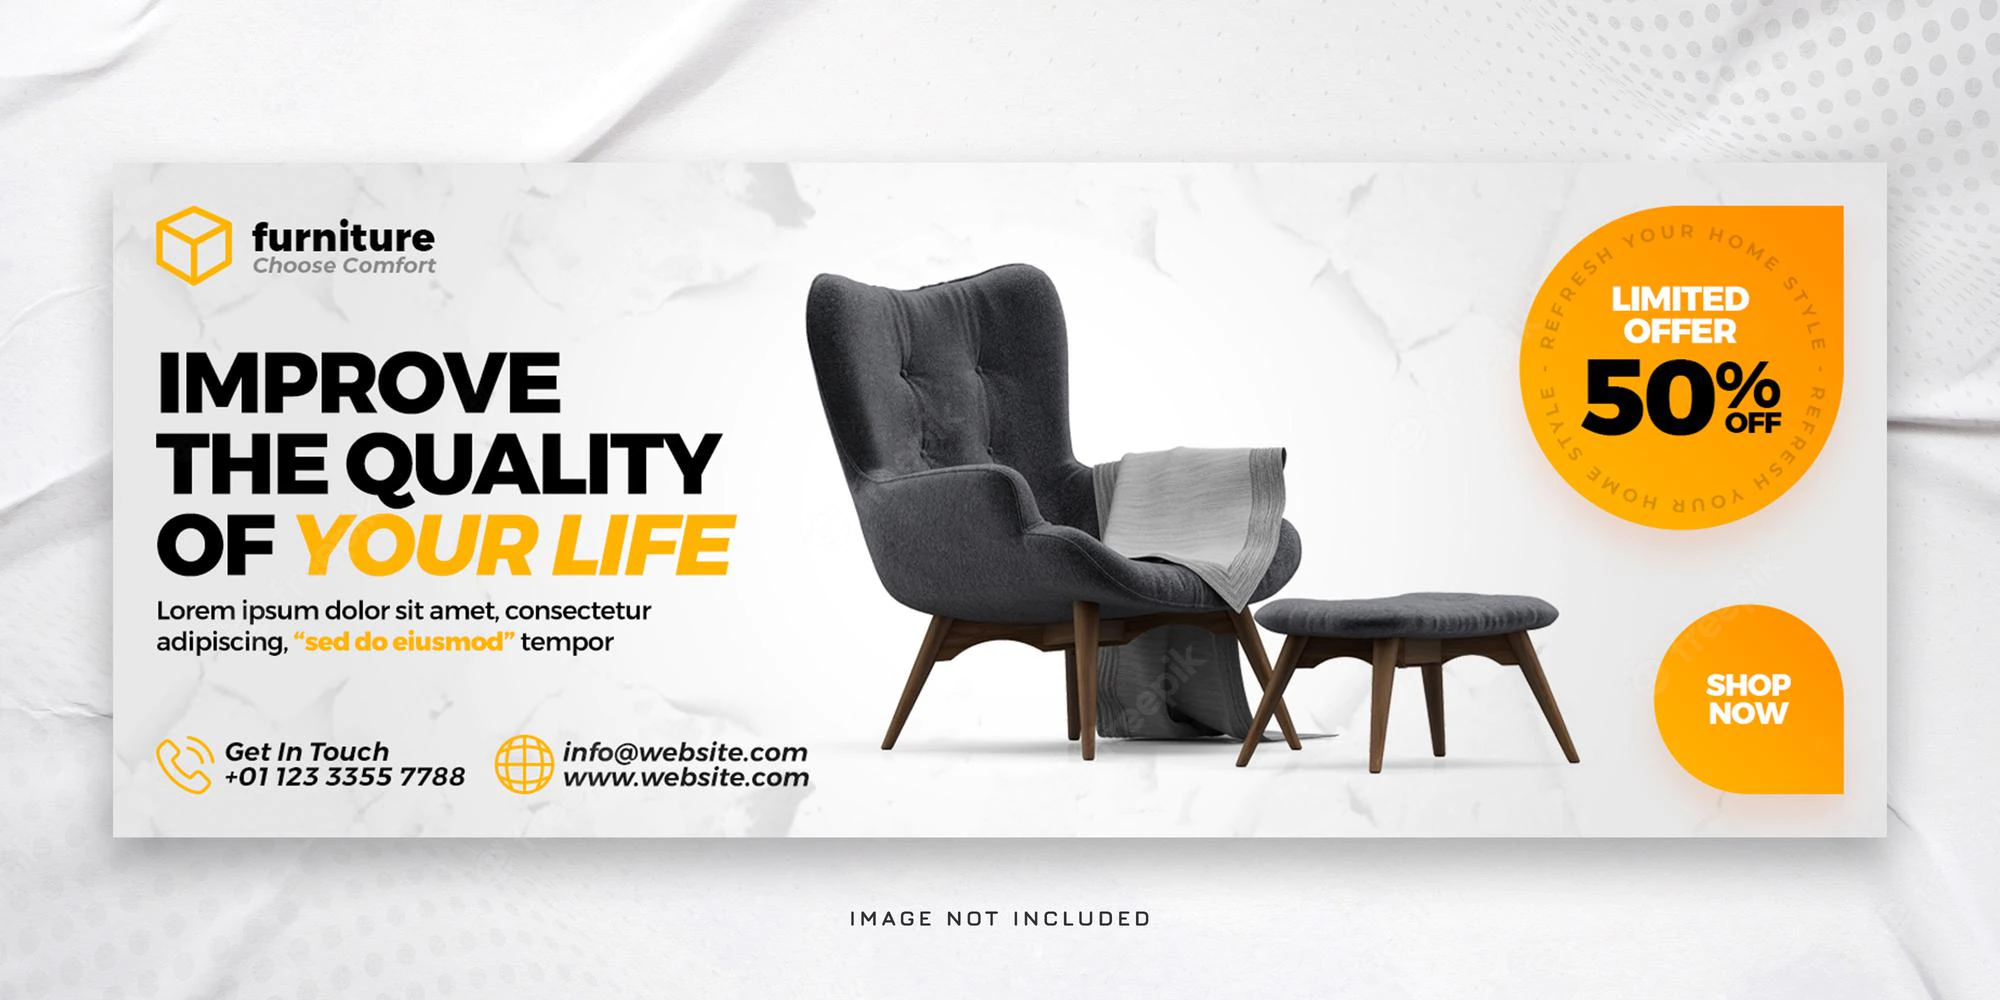 furniture
Choose Comfort
IMPROVE
THE QUALITY
OF YOUR LIFE
Lorem ipsum dolor sit amet, consectetur
adipiscing, “sed do eiusmod” tempor
Get In Touch
+01 123 3355 7788
info@website.com
www.website.com
REFRESH YOUR HOME STYLE - REFRESH YOUR HOME STYLE -
LIMITED
OFFER
50%
OFF
SHOP
NOW
freepik
freepik
IMAGE NOT INCLUDED